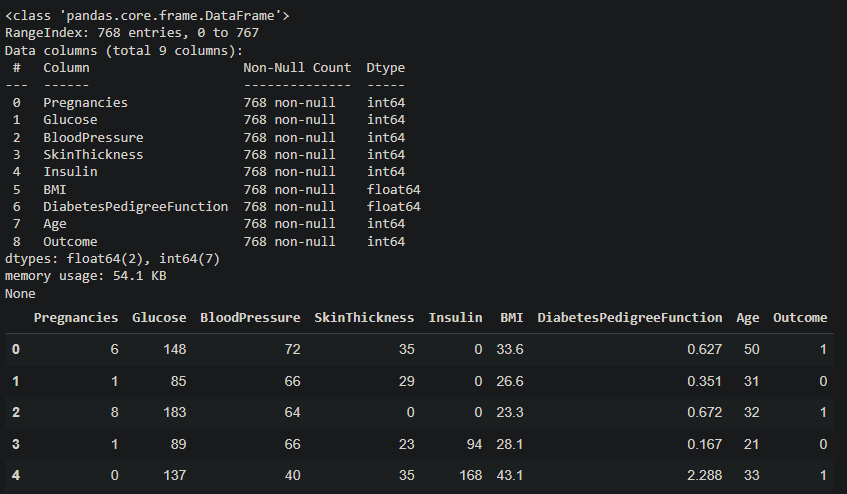 <class 'pandas.core.frame.DataFrame'>
RangeIndex: 768 entries, 0 to 767
Data columns (total 9 columns):
 #   Column                    Non-Null Count  Dtype
---  ------                    --------------  -----
 0   Pregnancies               768 non-null    int64
 1   Glucose                   768 non-null    int64
 2   BloodPressure             768 non-null    int64
 3   SkinThickness             768 non-null    int64
 4   Insulin                   768 non-null    int64
 5   BMI                       768 non-null    float64
 6   DiabetesPedigreeFunction  768 non-null    float64
 7   Age                       768 non-null    int64
 8   Outcome                   768 non-null    int64
dtypes: float64(2), int64(7)
memory usage: 54.1 KB
None
Pregnancies Glucose BloodPressure SkinThickness Insulin BMI DiabetesPedigreeFunction Age Outcome
0 6 148 72 35 0 33.6 0.627 50 1
1 1 85 66 29 0 26.6 0.351 31 0
2 8 183 64 0 0 23.3 0.672 32 1
3 1 89 66 23 94 28.1 0.167 21 0
4 0 137 40 35 168 43.1 2.288 33 1